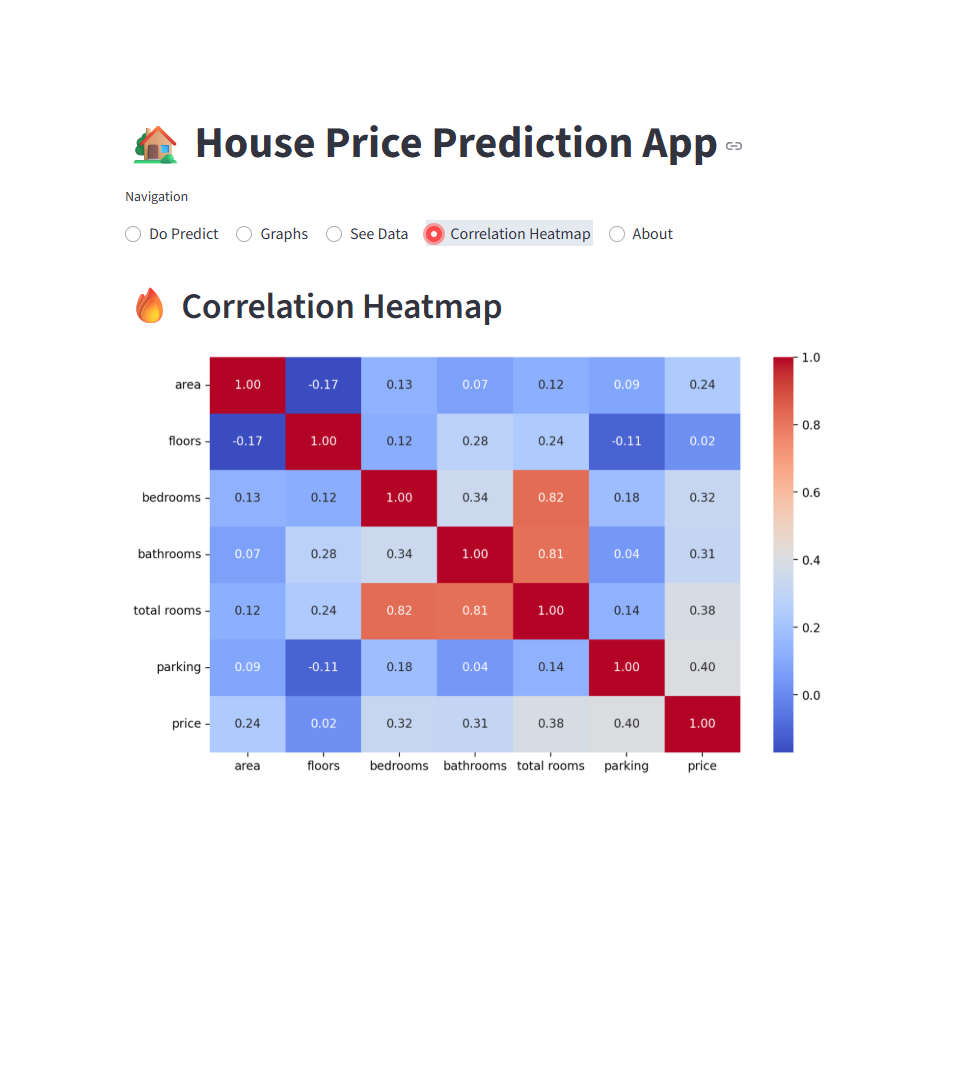 House Price Prediction App
Navigation
Do Predict Graphs See Data Correlation Heatmap About
Correlation Heatmap
area 1.00 -0.17 0.13 0.07 0.12 0.09 0.24
floors -0.17 1.00 0.12 0.28 0.24 -0.11 0.02
bedrooms 0.13 0.12 1.00 0.34 0.82 0.18 0.32
bathrooms 0.07 0.28 0.34 1.00 0.81 0.04 0.31
total rooms 0.12 0.24 0.82 0.81 1.00 0.14 0.38
parking 0.09 -0.11 0.18 0.04 0.14 1.00 0.40
price 0.24 0.02 0.32 0.31 0.38 0.40 1.00
area floors bedrooms bathrooms total rooms parking price
1.0
0.8
0.6
0.4
0.2
0.0